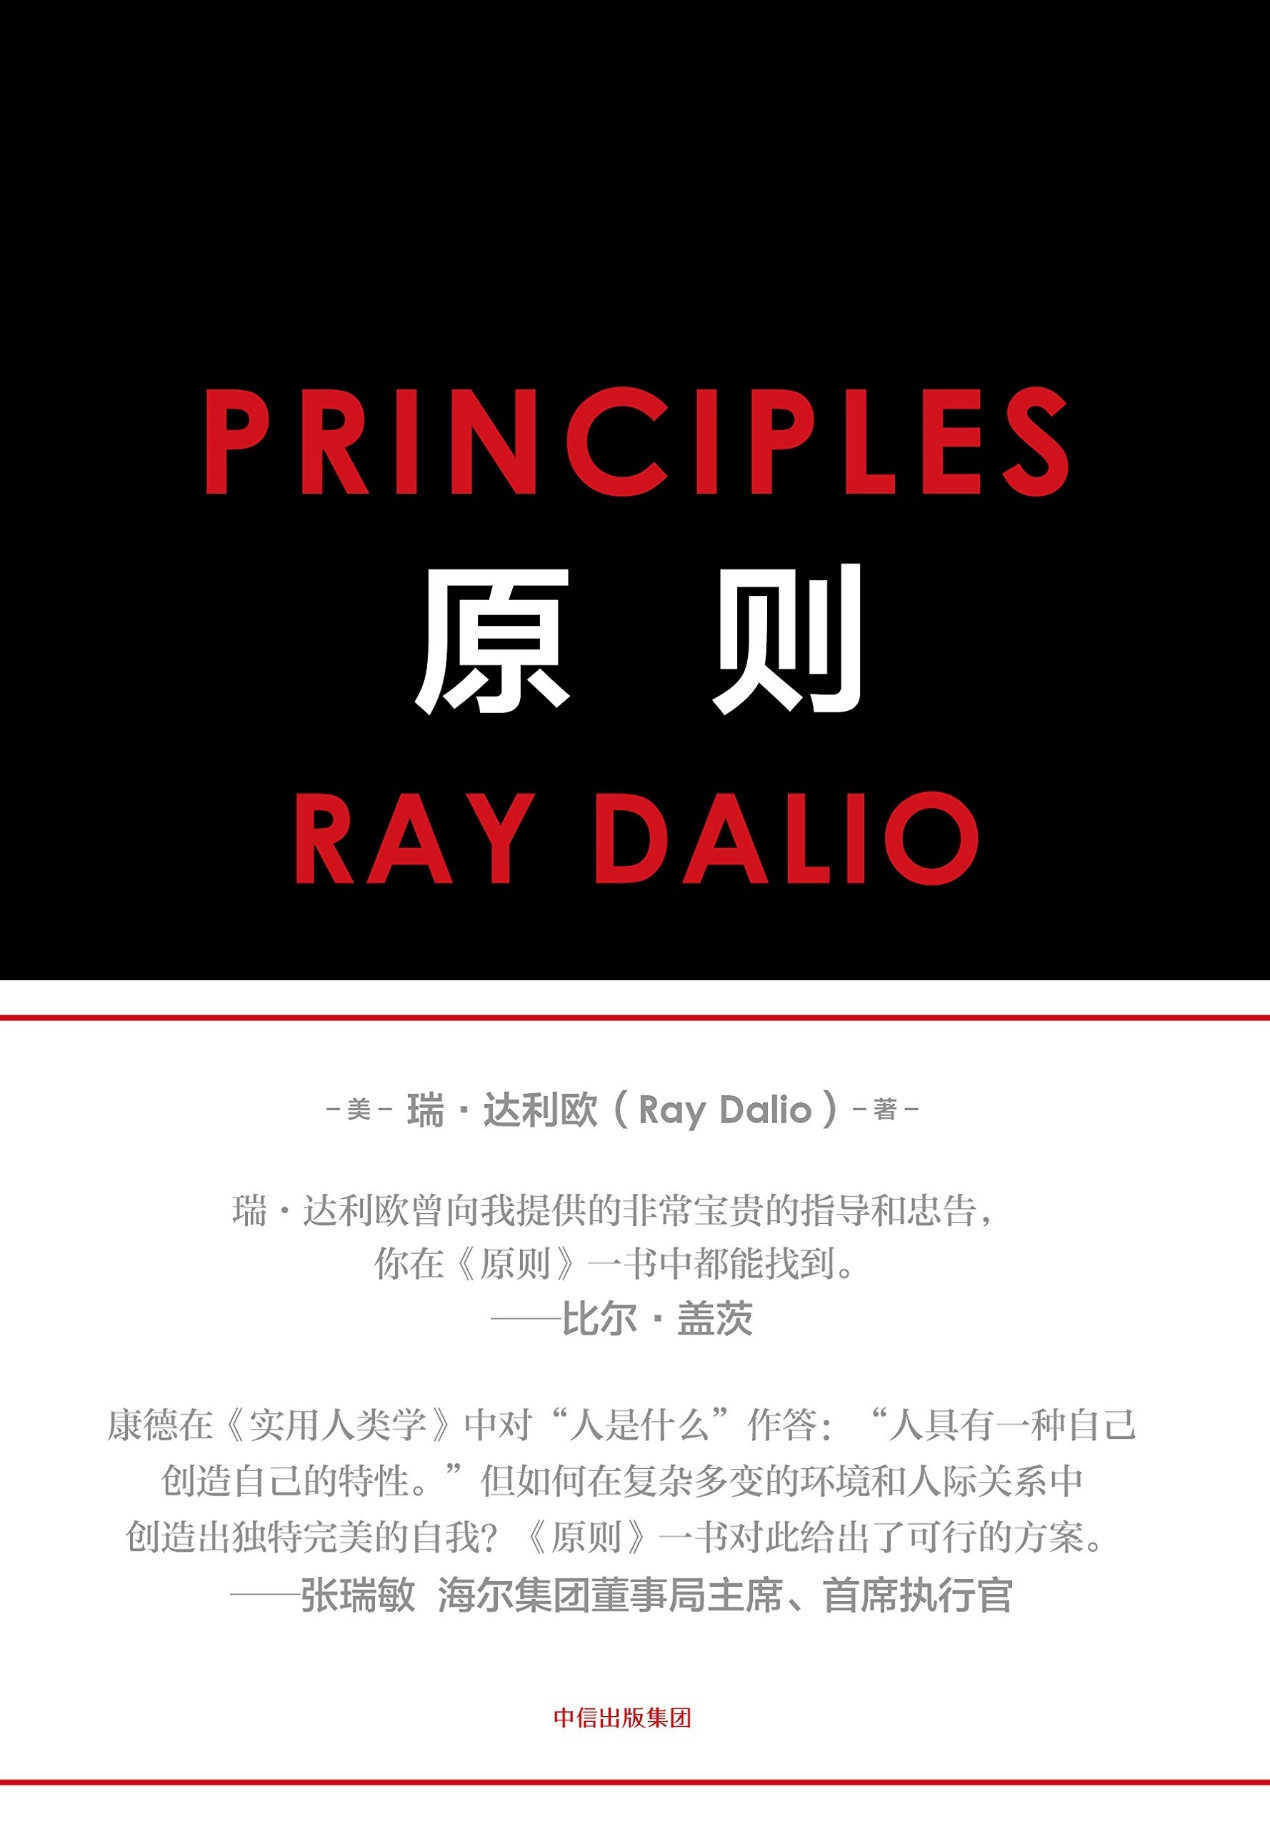 PRINCIPLES
原则
RAY DALIO
–美– 瑞·达利欧（Ray Dalio）–著–
瑞·达利欧曾向我提供的非常宝贵的指导和忠告，
你在《原则》一书中都能找到。
——比尔·盖茨
康德在《实用人类学》中对“人是什么”作答：“人具有一种自己
创造自己的特性。”但如何在复杂多变的环境和人际关系中
创造出独特完美的自我？《原则》一书对此给出了可行的方案。
——张瑞敏 海尔集团董事局主席、首席执行官
中信出版集团